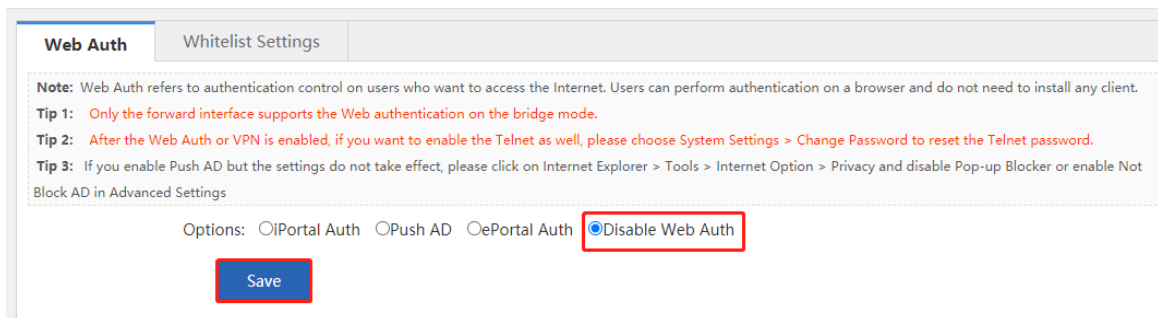 Web Auth Whitelist Settings
Note: Web Auth refers to authentication control on users who want to access the Internet. Users can perform authentication on a browser and do not need to install any client.
Tip 1: Only the forward interface supports the Web authentication on the bridge mode.
Tip 2: After the Web Auth or VPN is enabled, if you want to enable the Telnet as well, please choose System Settings > Change Password to reset the Telnet password.
Tip 3: If you enable Push AD but the settings do not take effect, please click on Internet Explorer > Tools > Internet Option > Privacy and disable Pop-up Blocker or enable Not
Block AD in Advanced Settings
Options: iPortal Auth Push AD ePortal Auth Disable Web Auth
Save